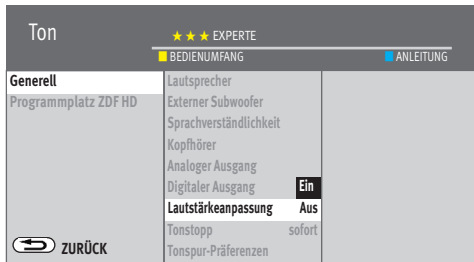 Ton
★ ★ ★ EXPERTE
BEDIENUMFANG
ANLEITUNG
Generell
Programmplatz ZDF HD
Lautsprecher
Externer Subwoofer
Sprachverständlichkeit
Kopfhörer
Analoger Ausgang
Digitaler Ausgang Ein
Lautstärkeanpassung Aus
Tonstopp sofort
Tonspur-Präferenzen
ZURÜCK